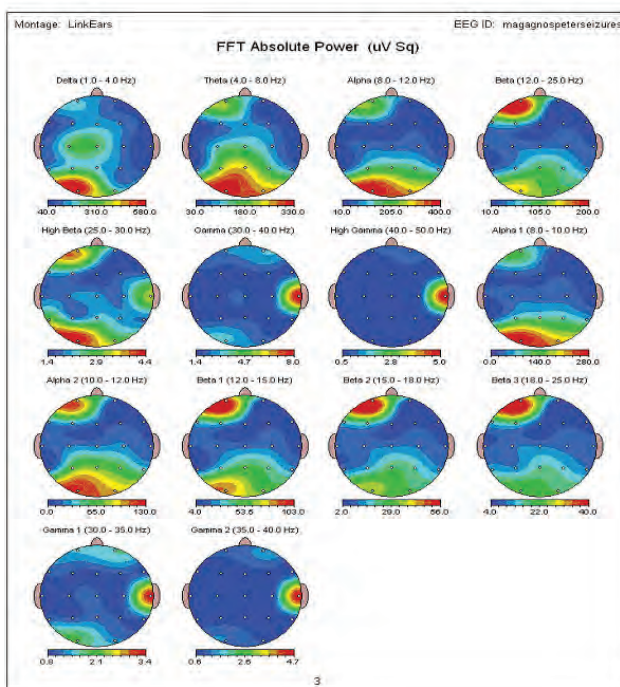 Montage: LinkEars EEG ID: magagnospeterseizures
FFT Absolute Power (uV Sq)
Delta (1.0 - 4.0 Hz) Theta (4.0 - 8.0 Hz) Alpha (8.0 - 12.0 Hz) Beta (12.0 - 25.0 Hz)
40.0 310.0 580.0 30.0 180.0 330.0 10.0 205.0 400.0 10.0 105.0 200.0
High Beta (25.0 - 30.0 Hz) Gamma (30.0 - 40.0 Hz) High Gamma (40.0 - 50.0 Hz) Alpha 1 (8.0 - 10.0 Hz)
1.4 2.9 4.4 1.4 4.7 8.0 0.5 2.8 5.0 0.0 140.0 280.0
Alpha 2 (10.0 - 12.0 Hz) Beta 1 (12.0 - 15.0 Hz) Beta 2 (15.0 - 18.0 Hz) Beta 3 (18.0 - 25.0 Hz)
0.0 65.0 130.0 4.0 53.5 103.0 2.0 29.0 56.0 4.0 22.0 40.0
Gamma 1 (30.0 - 35.0 Hz) Gamma 2 (35.0 - 40.0 Hz)
0.8 2.1 3.4 0.6 2.6 4.7
3